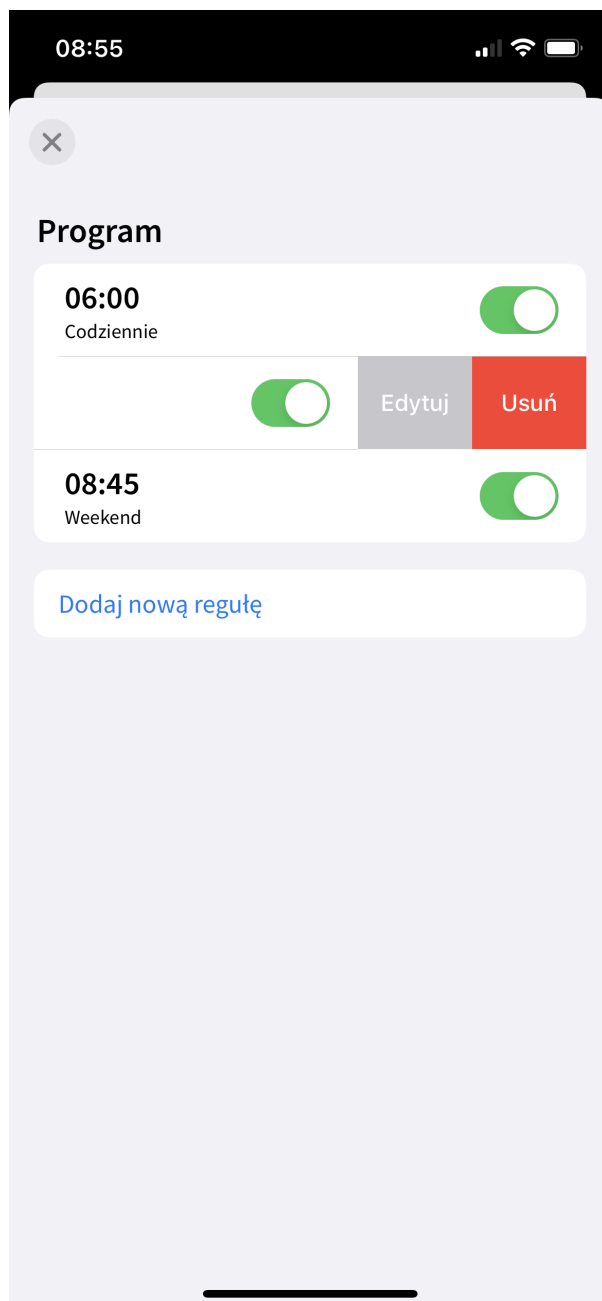 08:55
Program
06:00
Codziennie
Edytuj
Usuń
08:45
Weekend
Dodaj nową regułę